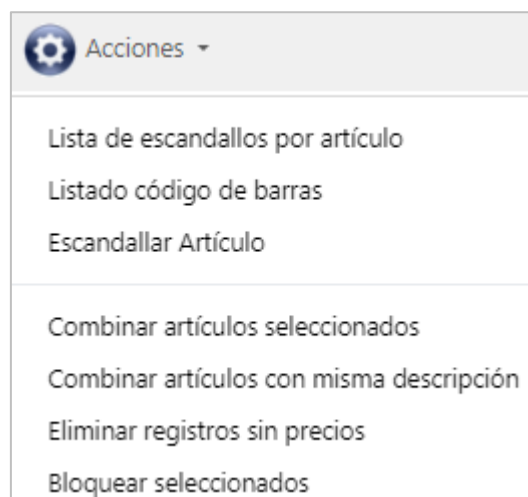 Acciones
Lista de escandallos por artículo
Listado código de barras
Escandallar Artículo
Combinar artículos seleccionados
Combinar artículos con misma descripción
Eliminar registros sin precios
Bloquear seleccionados